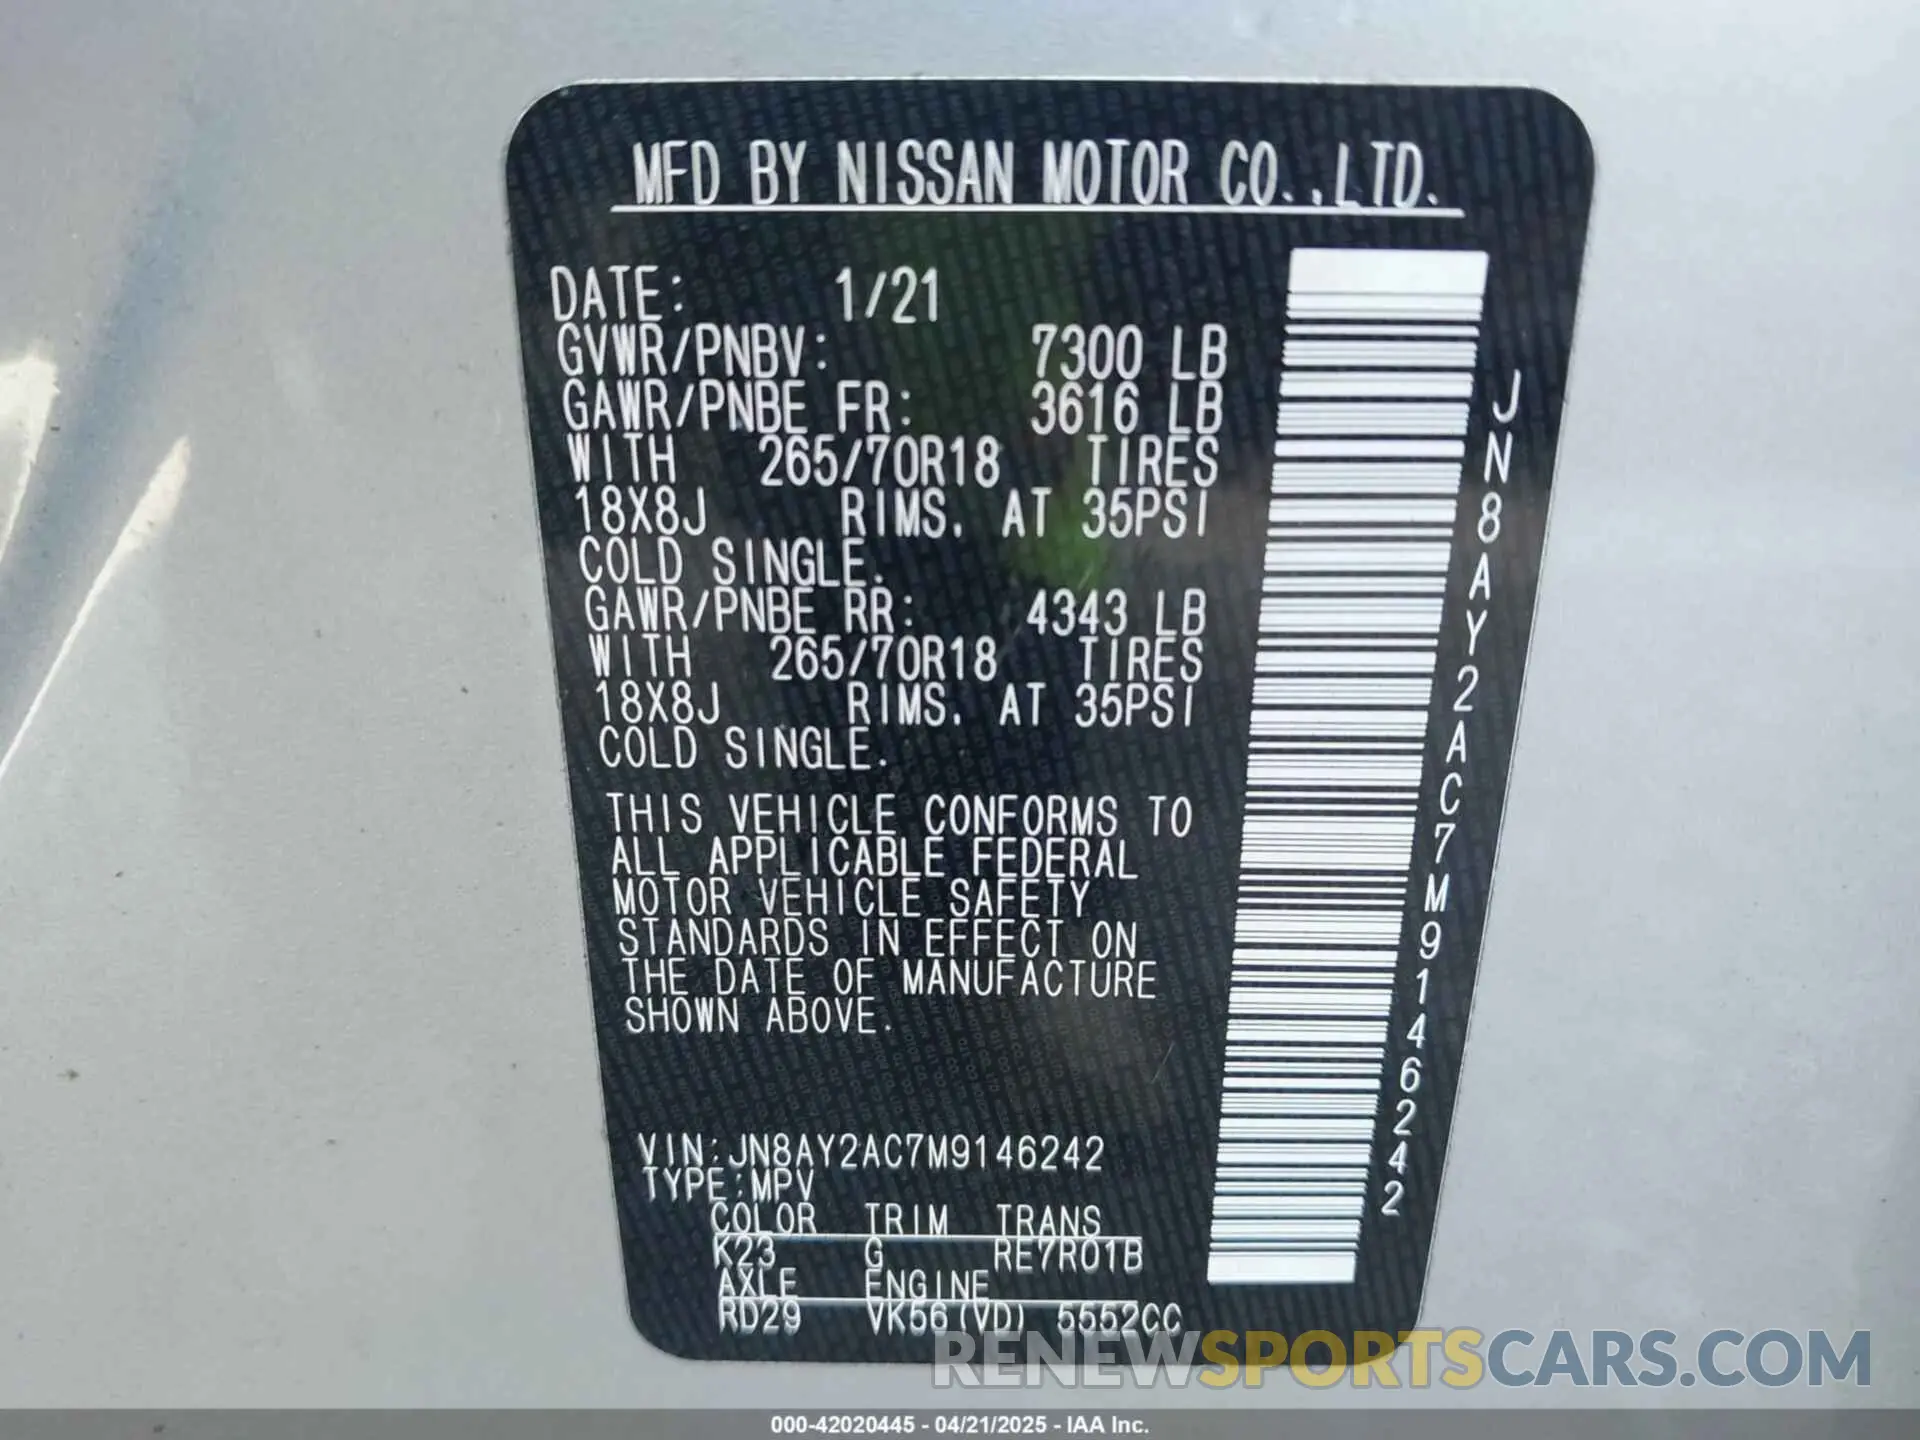 MFD BY NISSAN MOTOR CO.,LTD.
DATE: 1/21
GVWR/PNBV: 7300 LB
GAWR/PNBE FR: 3616 LB
WITH 265/70R18 TIRES
18X8J RIMS. AT 35PSI
COLD SINGLE.
GAWR/PNBE RR: 4343 LB
WITH 265/70R18 TIRES
18X8J RIMS. AT 35PSI
COLD SINGLE.
THIS VEHICLE CONFORMS TO
ALL APPLICABLE FEDERAL
MOTOR VEHICLE SAFETY
STANDARDS IN EFFECT ON
THE DATE OF MANUFACTURE
SHOWN ABOVE.
VIN:JN8AY2AC7M9146242
TYPE:MPV
COLOR TRIM TRANS
K23 G RE7R01B
AXLE ENGINE
RD29 VK56(VD) 5552CC
JN8AY2AC7M9146242
RENEWSPORTSCARS.COM
000-42020445 - 04/21/2025 - IAA Inc.